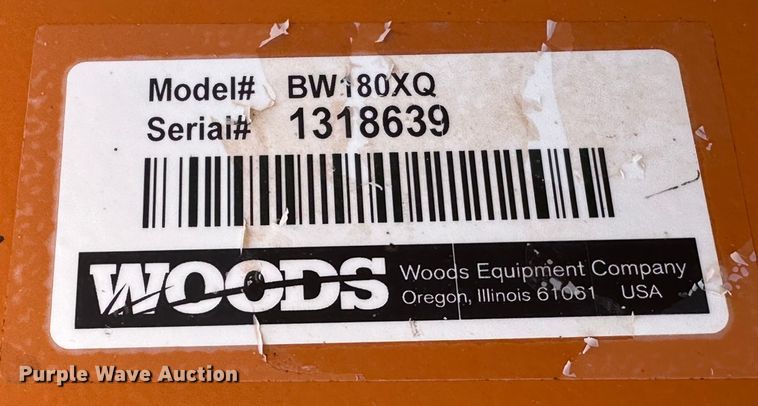 Model# BW180XQ
Serial# 1318639
WOODS
Woods Equipment Company
Oregon, Illinois 61061 USA
Purple Wave Auction